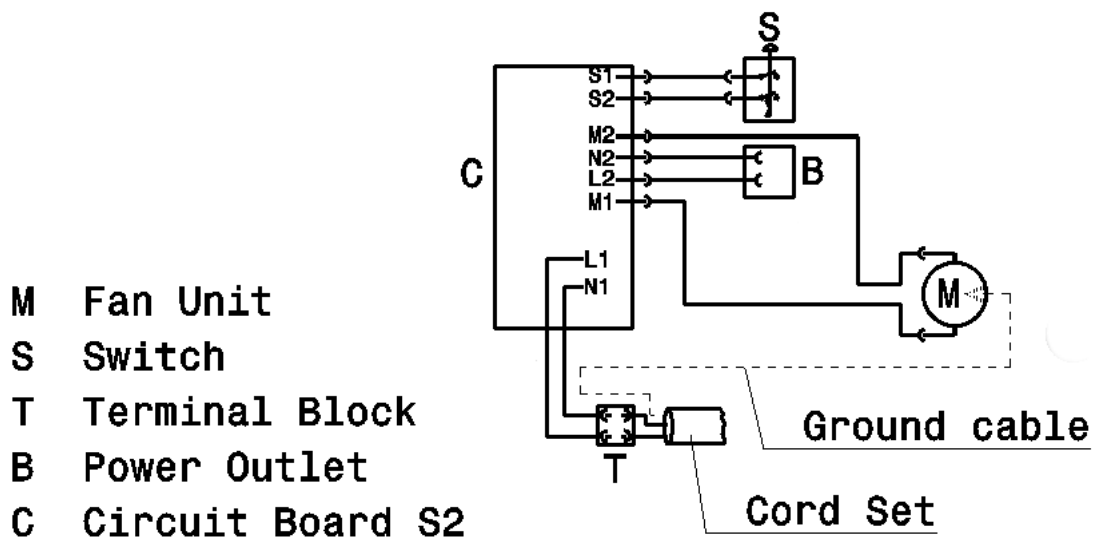 S
S1
S2
M2
N2
L2
M1
C
B
L1
N1
M
T
Ground cable
Cord Set
M Fan Unit
S Switch
T Terminal Block
B Power Outlet
C Circuit Board S2